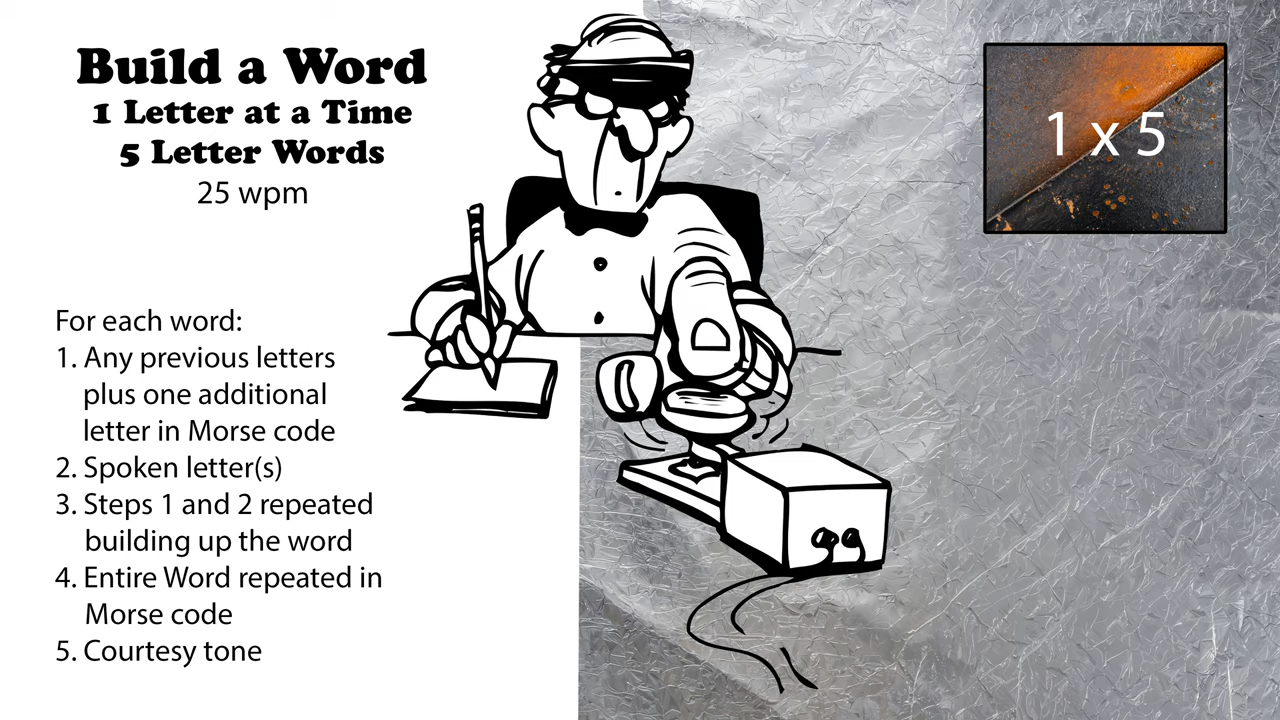 Build a Word
1 Letter at a Time
5 Letter Words
25 wpm
1 x 5
For each word:
1. Any previous letters
plus one additional
letter in Morse code
2. Spoken letter(s)
3. Steps 1 and 2 repeated
building up the word
4. Entire Word repeated in
Morse code
5. Courtesy tone